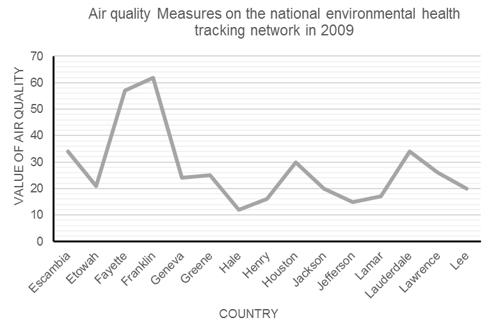 Air quality Measures on the national environmental health
tracking network in 2009
VALUE OF AIR QUALITY
70
60
50
40
30
20
10
0
Escambia
Etowah
Fayette
Franklin
Geneva
Greene
Hale
Henry
Houston
Jackson
Jefferson
Lamar
Lauderdale
Lawrence
Lee
COUNTRY